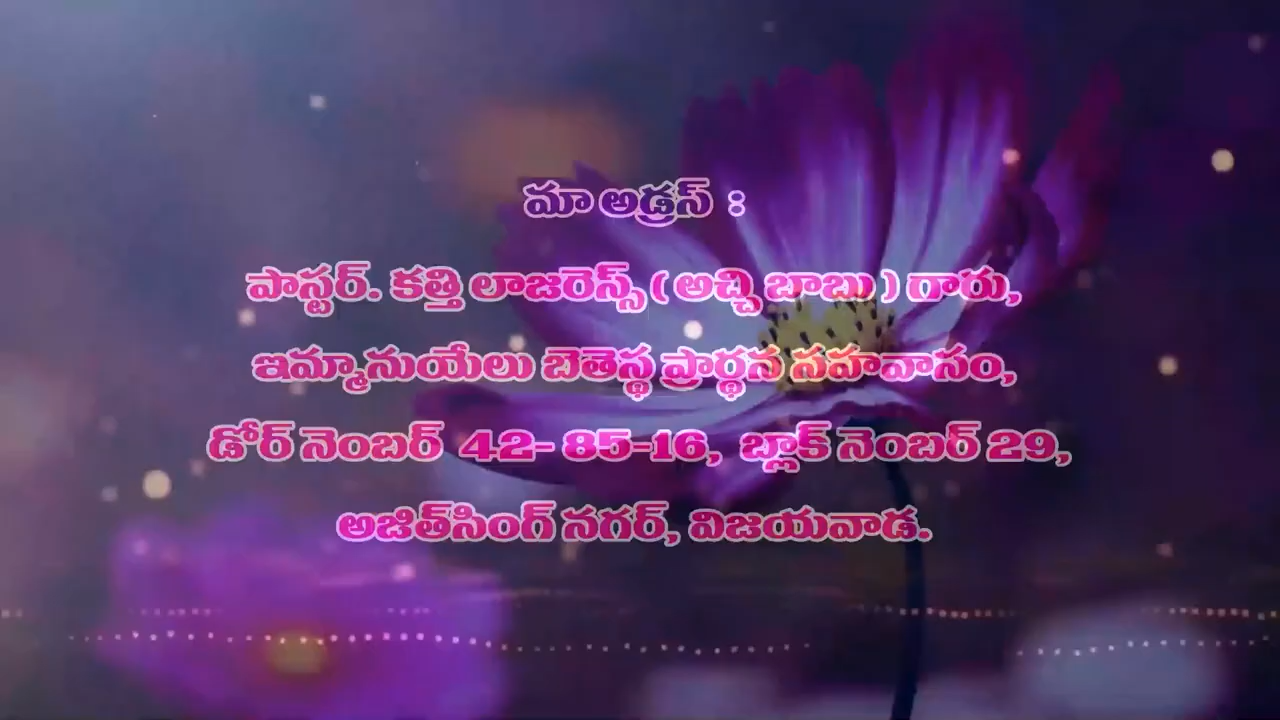 మా అడ్రస్ :
పాస్టర్. కత్తి లాజరెన్స్ ( అచ్చి బాబు ) గారు,
ఇమ్మానుయేలు బెతెస్థ ప్రార్థన సహవాసం,
డోర్ నెంబర్ 42- 85-16, బ్లాక్ నెంబర్ 29,
అజిత్‌సింగ్ నగర్, విజయవాడ.